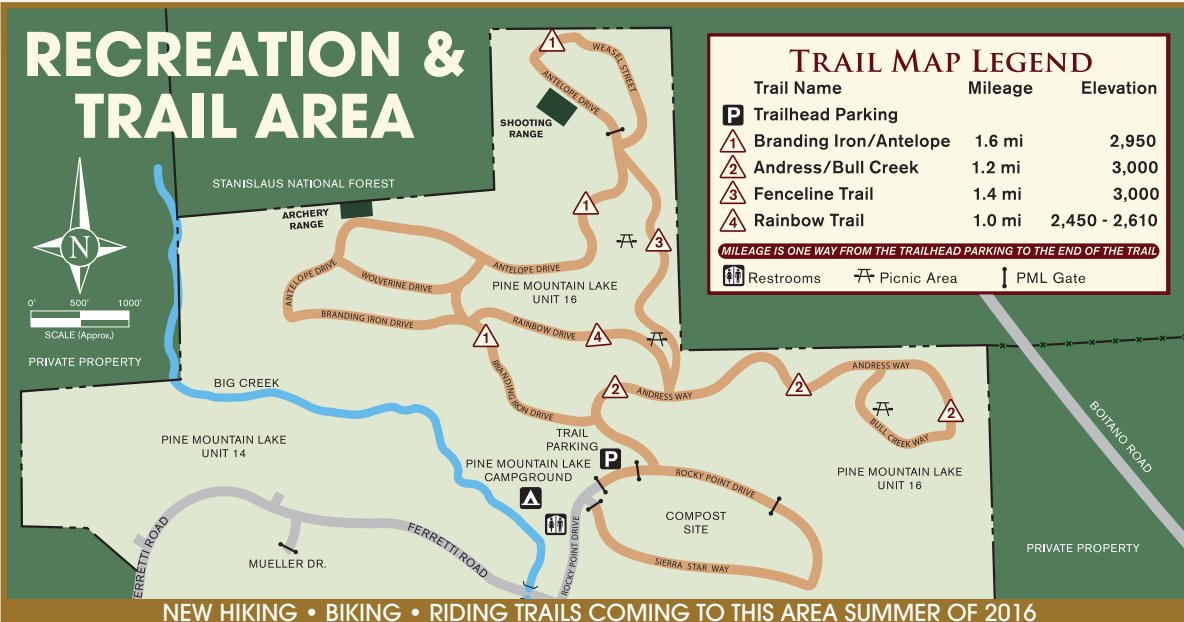 RECREATION &
TRAIL AREA
TRAIL MAP LEGEND
Trail Name Mileage Elevation
P Trailhead Parking
1 Branding Iron/Antelope 1.6 mi 2,950
2 Andress/Bull Creek 1.2 mi 3,000
3 Fenceline Trail 1.4 mi 3,000
4 Rainbow Trail 1.0 mi 2,450 - 2,610
MILEAGE IS ONE WAY FROM THE TRAILHEAD PARKING TO THE END OF THE TRAIL
Restrooms Picnic Area PML Gate
1
WEASEL STREET
ANTELOPE DRIVE
SHOOTING
RANGE
STANISLAUS NATIONAL FOREST
ARCHERY
RANGE
1
3
N
ANTELOPE DRIVE
ANTELOPE DRIVE
WOLVERINE DRIVE
PINE MOUNTAIN LAKE
UNIT 16
0' 500' 1000'
SCALE (Approx,)
BRANDING IRON DRIVE
RAINBOW DRIVE
1
4
PRIVATE PROPERTY
BIG CREEK
BRANDING IRON DRIVE
2
ANDRESS WAY
2
ANDRESS WAY
2
BULL CREEK WAY
BOITANO ROAD
TRAIL
PARKING
P
PINE MOUNTAIN LAKE
UNIT 14
PINE MOUNTAIN LAKE
CAMPGROUND
ROCKY POINT DRIVE
PINE MOUNTAIN LAKE
UNIT 16
COMPOST
SITE
ROCKY POINT DRIVE
SIERRA STAR WAY
PRIVATE PROPERTY
ERRETTI ROAD
MUELLER DR.
FERRETTI ROAD
NEW HIKING • BIKING • RIDING TRAILS COMING TO THIS AREA SUMMER OF 2016